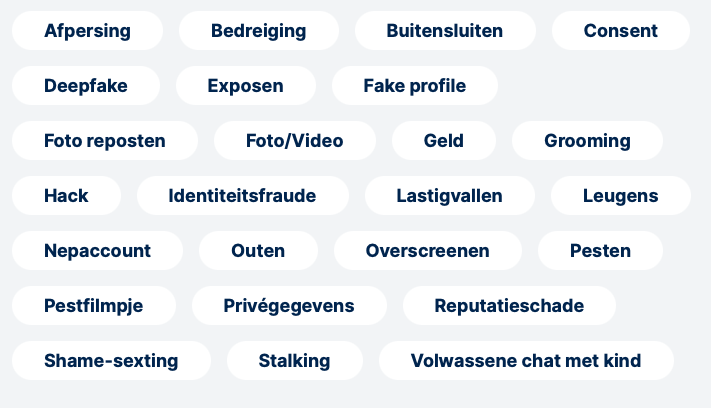 Afpersing Bedreiging Buitensluiten Consent
Deepfake Exposen Fake profile
Foto reposten Foto/Video Geld Grooming
Hack Identiteitsfraude Lastigvallen Leugens
Nepaccount Outen Overscreenen Pesten
Pestfilmpje Privégegevens Reputatieschade
Shame-sexting Stalking Volwassene chat met kind